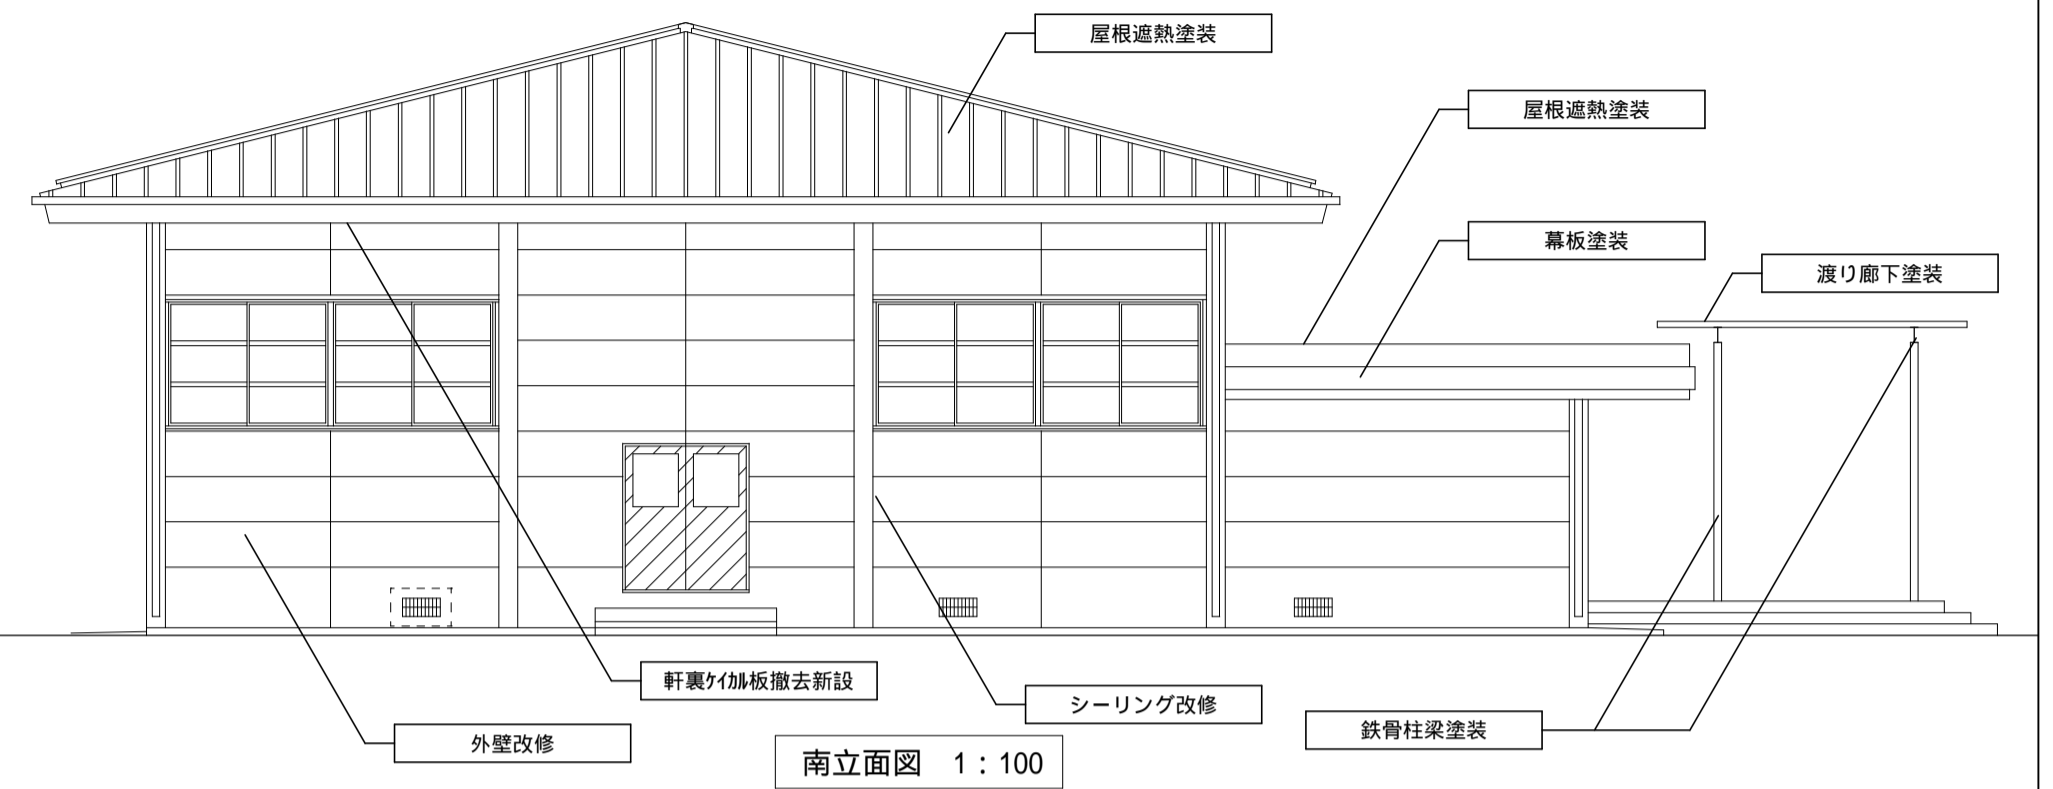 屋根遮熱塗装
屋根遮熱塗装
幕板塗装
渡り廊下塗装
軒裏ｹｲｶﾙ板撤去新設
シーリング改修
鉄骨柱梁塗装
外壁改修
南立面図　1：100